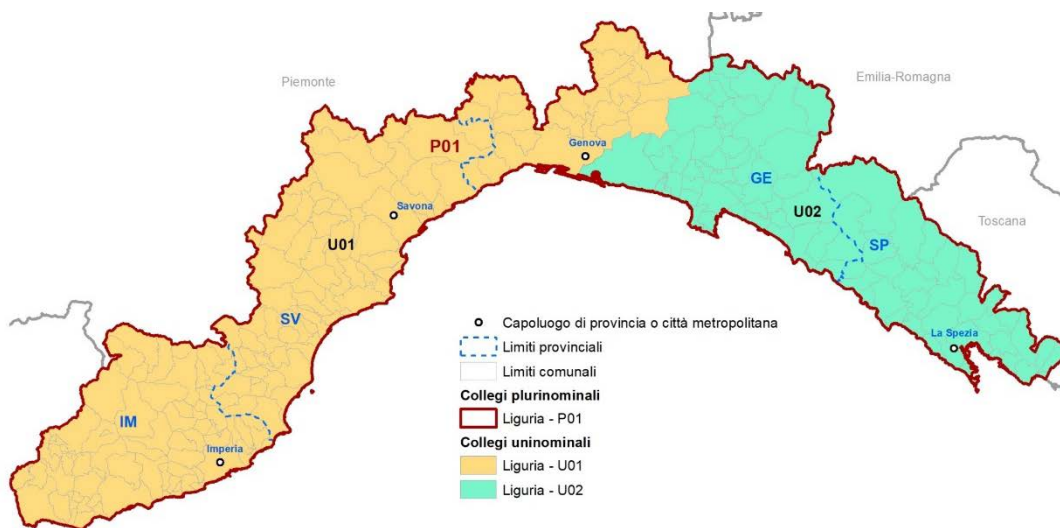 Piemonte
Emilia-Romagna
P01
Genova
GE
Savona
U02
Toscana
U01
SP
SV
La Spezia
IM
Imperia
Capoluogo di provincia o città metropolitana
Limiti provinciali
Limiti comunali
Collegi plurinominali
Liguria - P01
Collegi uninominali
Liguria - U01
Liguria - U02